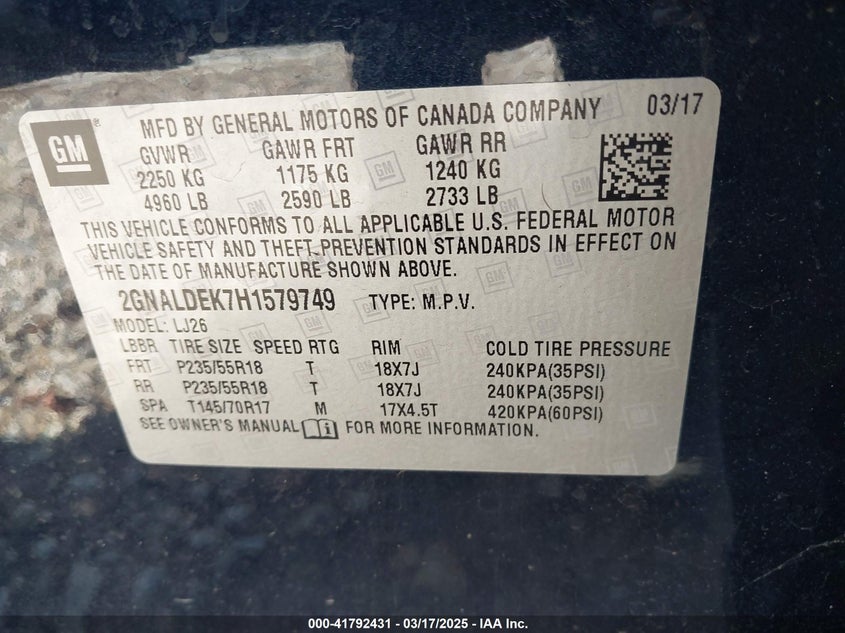 GM
MFD BY GENERAL MOTORS OF CANADA COMPANY 03/17
GVWR GAWR FRT GAWR RR
2250 KG 1175 KG 1240 KG
4960 LB 2590 LB 2733 LB
THIS VEHICLE CONFORMS TO ALL APPLICABLE U.S. FEDERAL MOTOR
VEHICLE SAFETY AND THEFT PREVENTION STANDARDS IN EFFECT ON
THE DATE OF MANUFACTURE SHOWN ABOVE.
2GNALDEK7H1579749 TYPE: M.P.V.
MODEL: LJ26
LBBR TIRE SIZE SPEED RTG RIM COLD TIRE PRESSURE
FRT P235/55R18 T 18X7J 240KPA(35PSI)
RR P235/55R18 T 18X7J 240KPA(35PSI)
SPA T145/70R17 M 17X4.5T 420KPA(60PSI)
SEE OWNER'S MANUAL FOR MORE INFORMATION.
000-41792431 - 03/17/2025 - IAA Inc.